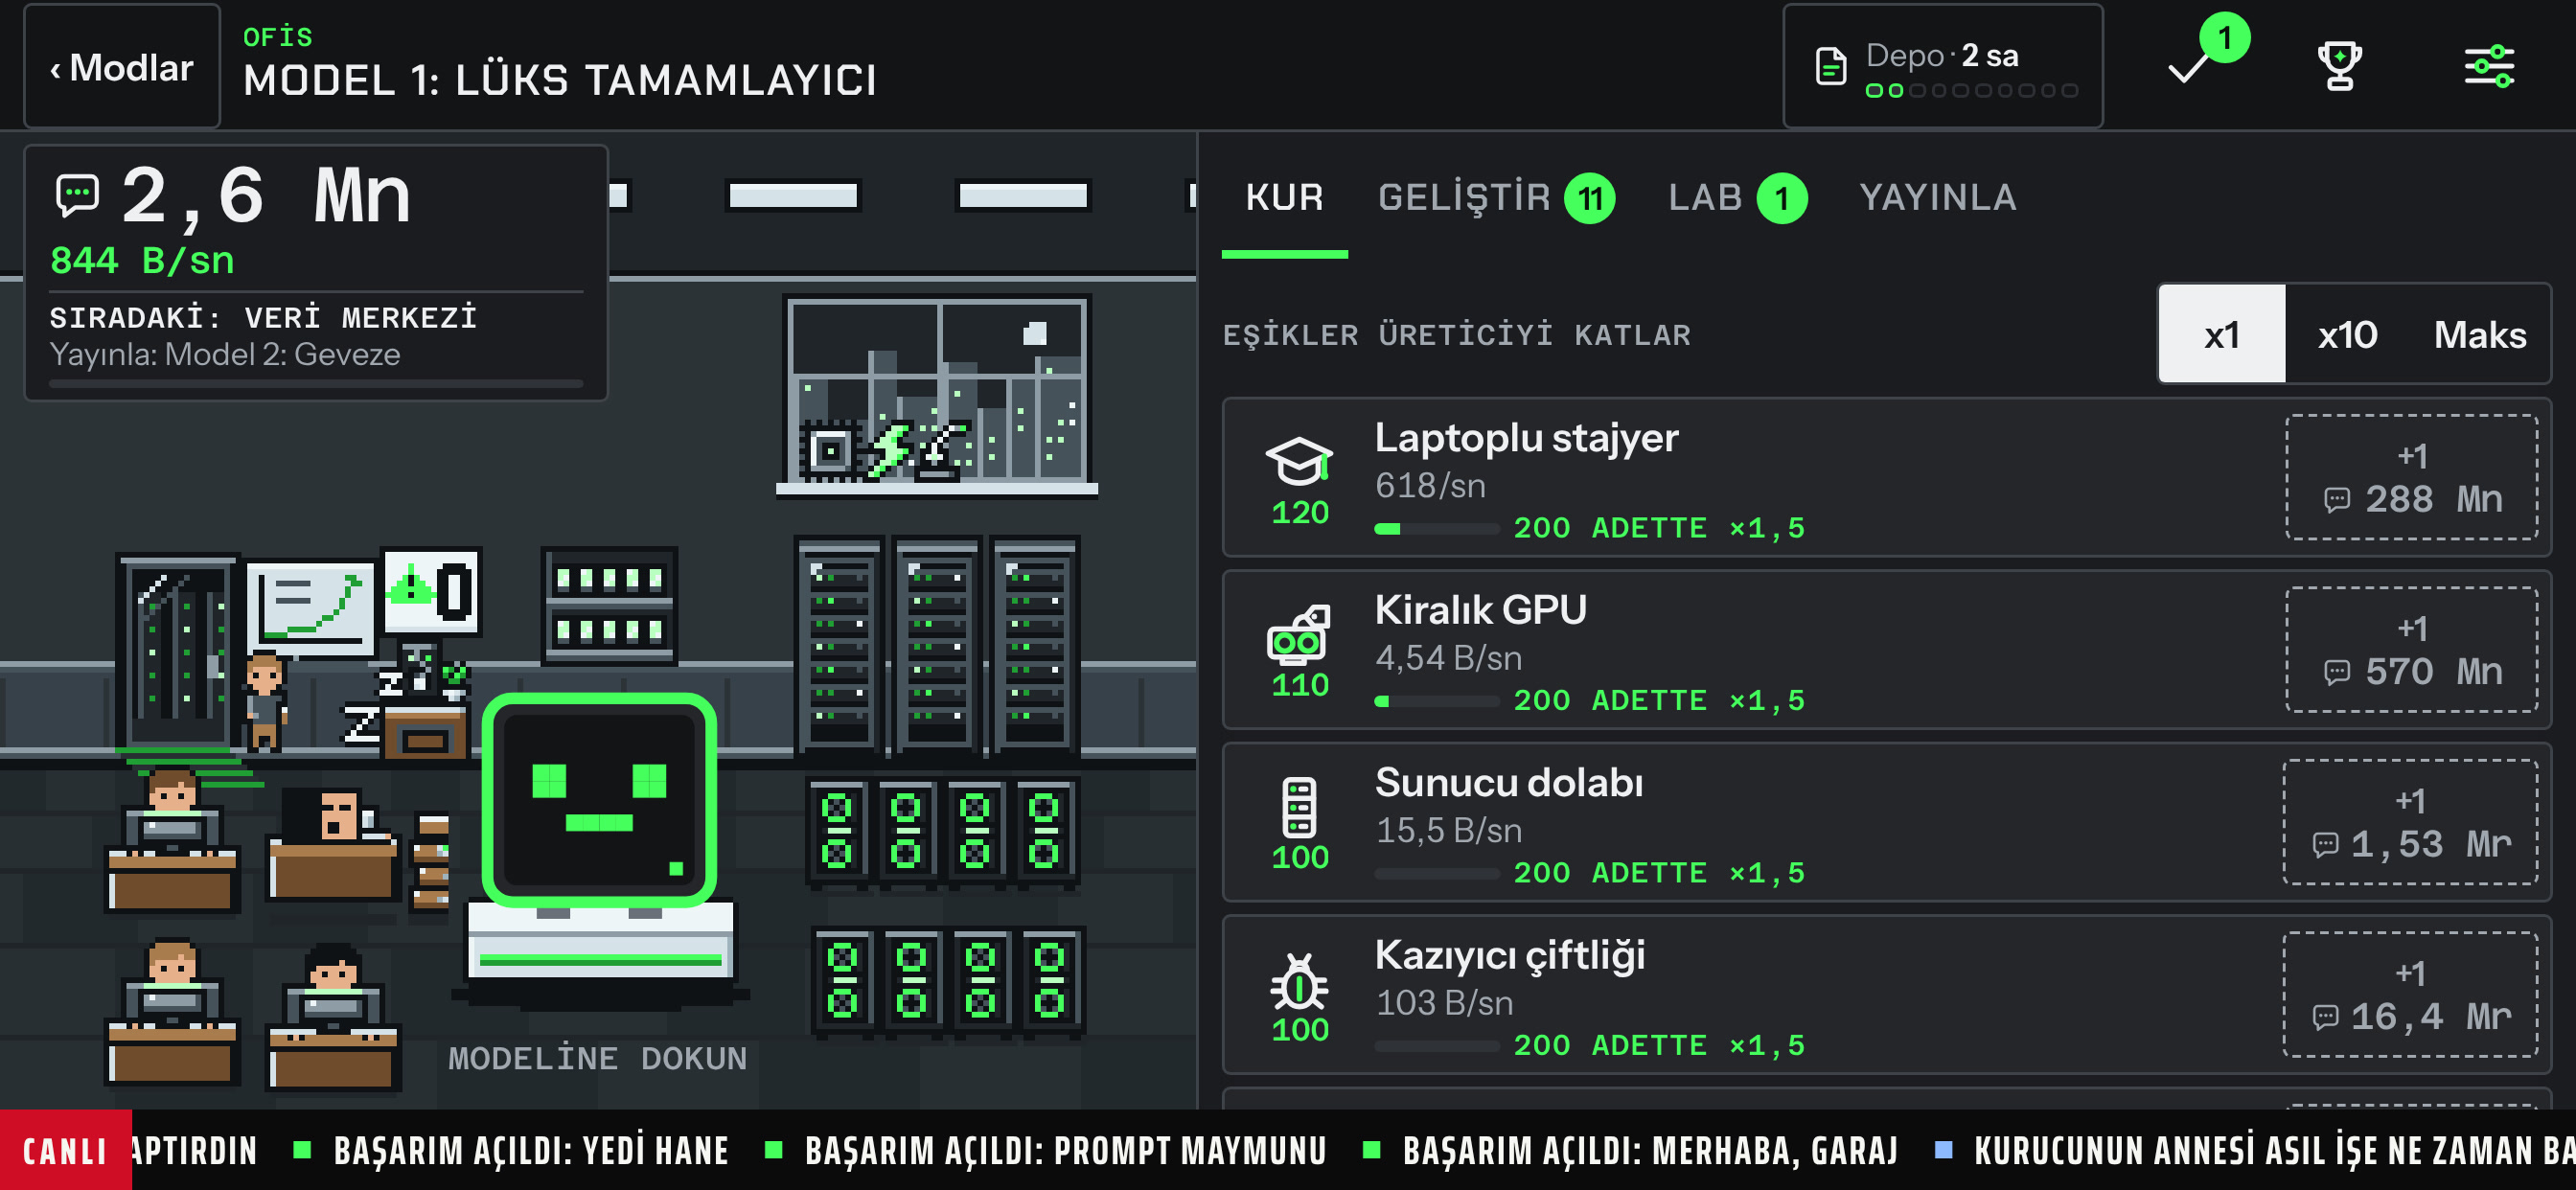 ‹ Modlar
OFİS
MODEL 1: LÜKS TAMAMLAYICI
Depo · 2 sa
1
2,6 Mn
844 B/sn
SIRADAKİ: VERİ MERKEZİ
Yayınla: Model 2: Geveze
KUR
GELİŞTİR 11
LAB 1
YAYINLA
EŞİKLER ÜRETİCİYİ KATLAR
x1
x10
Maks
Laptoplu stajyer
618/sn
120
200 ADETTE ×1,5
+1
288 Mn
Kiralık GPU
4,54 B/sn
110
200 ADETTE ×1,5
+1
570 Mn
Sunucu dolabı
15,5 B/sn
100
200 ADETTE ×1,5
+1
1,53 Mr
Kazıyıcı çiftliği
103 B/sn
100
200 ADETTE ×1,5
+1
16,4 Mr
0
Z
Z
MODELİNE DOKUN
CANLI
APTIRDIN ■ BAŞARIM AÇILDI: YEDİ HANE ■ BAŞARIM AÇILDI: PROMPT MAYMUNU ■ BAŞARIM AÇILDI: MERHABA, GARAJ ■ KURUCUNUN ANNESİ ASIL İŞE NE ZAMAN BA